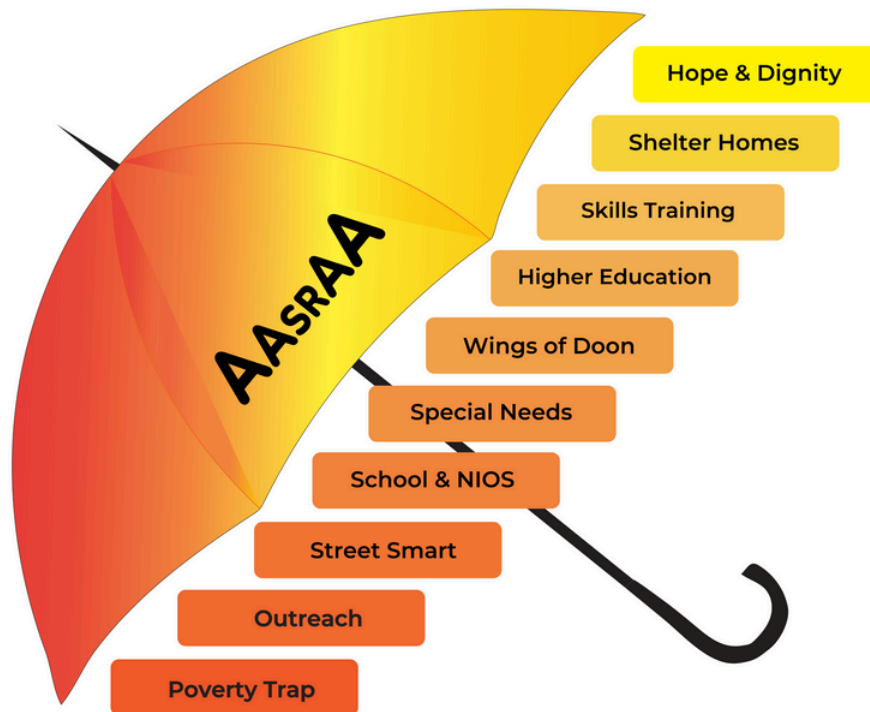 Hope & Dignity
Shelter Homes
Skills Training
AAsRAA
Higher Education
Wings of Doon
Special Needs
School & NIOS
Street Smart
Outreach
Poverty Trap